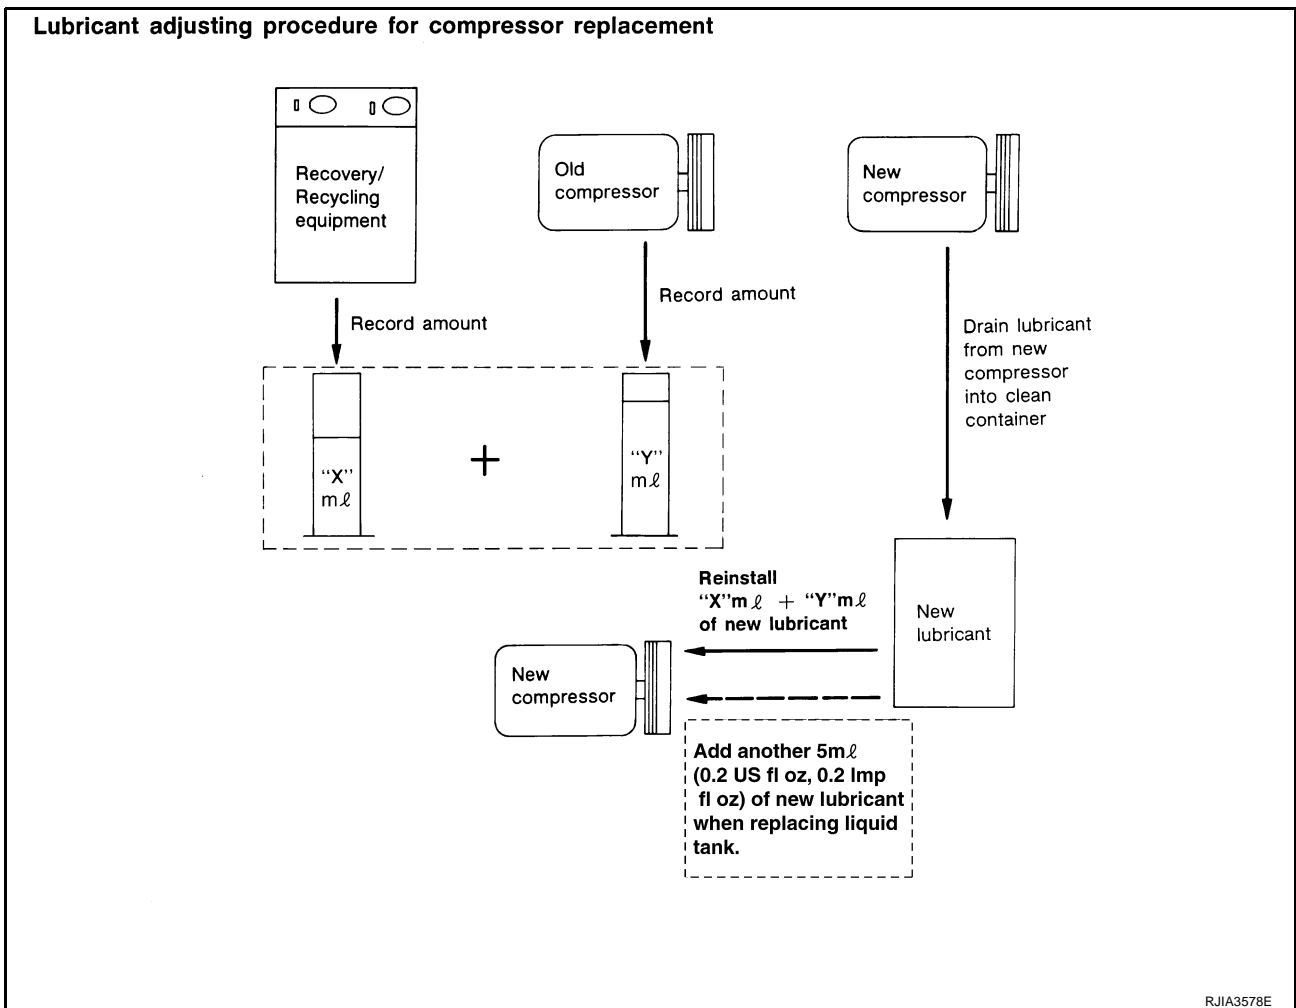 Lubricant adjusting procedure for compressor replacement
Recovery/
Recycling
equipment
Old
compressor
New
compressor
Record amount
Record amount
Drain lubricant
from new
compressor
into clean
container
“X”
mℓ
+
“Y”
mℓ
Reinstall
“X”mℓ + “Y”mℓ
of new lubricant
New
lubricant
New
compressor
Add another 5mℓ
(0.2 US fl oz, 0.2 Imp
fl oz) of new lubricant
when replacing liquid
tank.
RJIA3578E